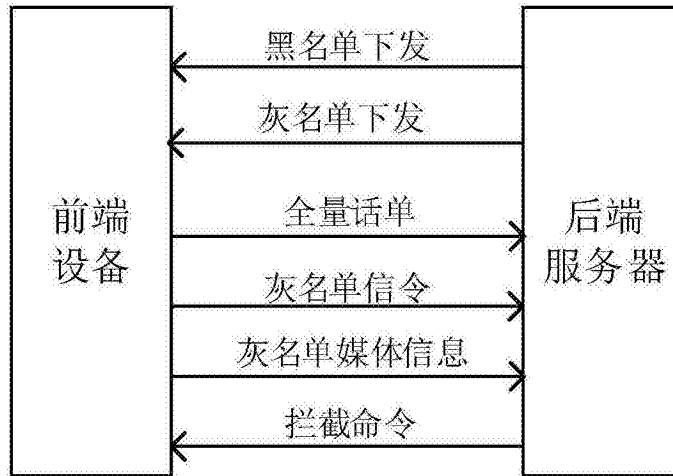 黑名单下发
灰名单下发
前端
设备
全量话单
后端
服务器
灰名单信令
灰名单媒体信息
拦截命令